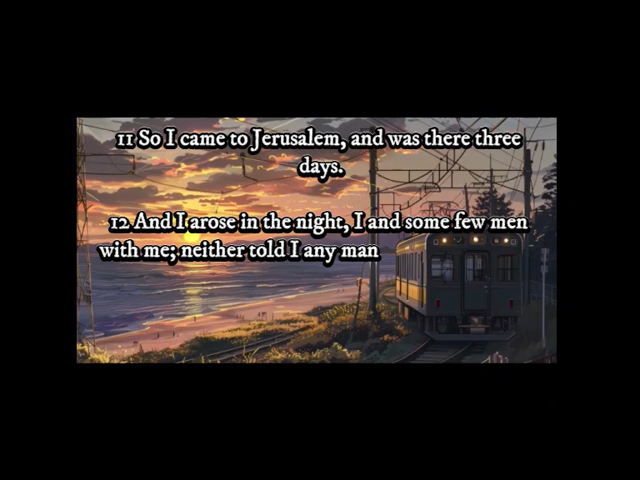 11 So I came to Jerusalem, and was there three
days.
12 And I arose in the night, I and some few men
with me; neither told I any man